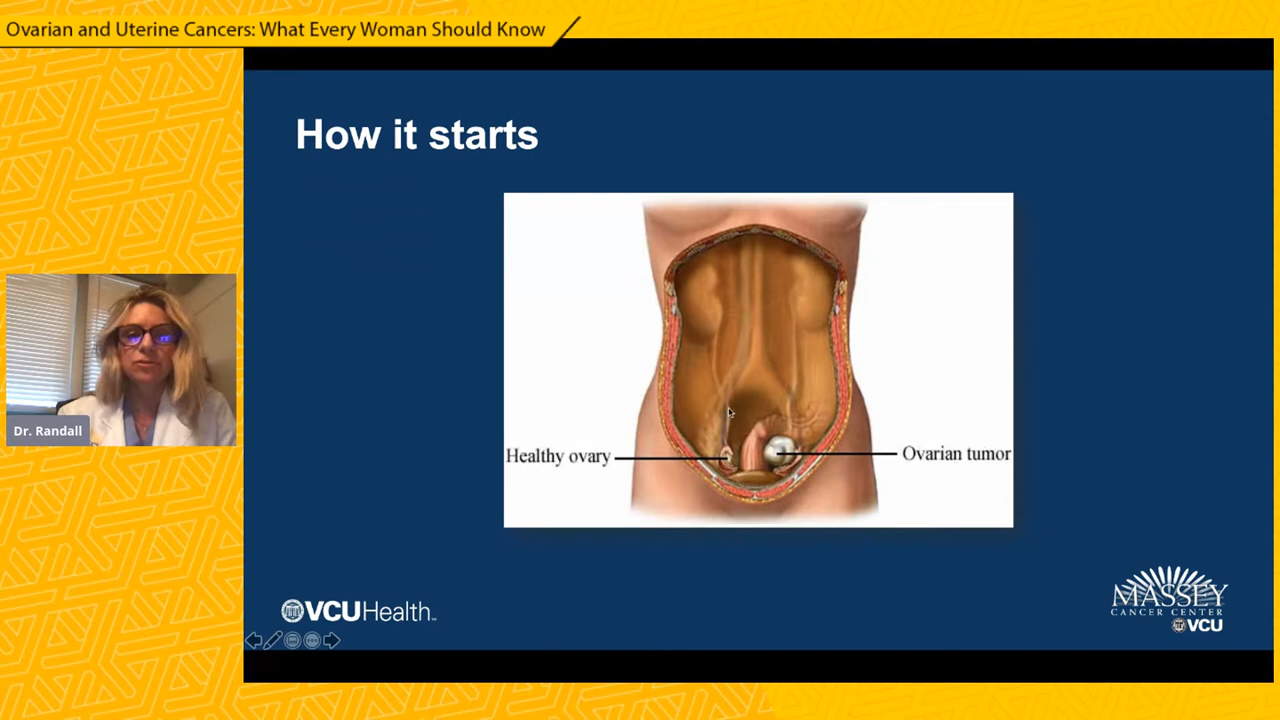 Ovarian and Uterine Cancers: What Every Woman Should Know
How it starts
Healthy ovary
Ovarian tumor
Dr. Randall
VCUHealth™
MASSEY
CANCER CENTER
VCU